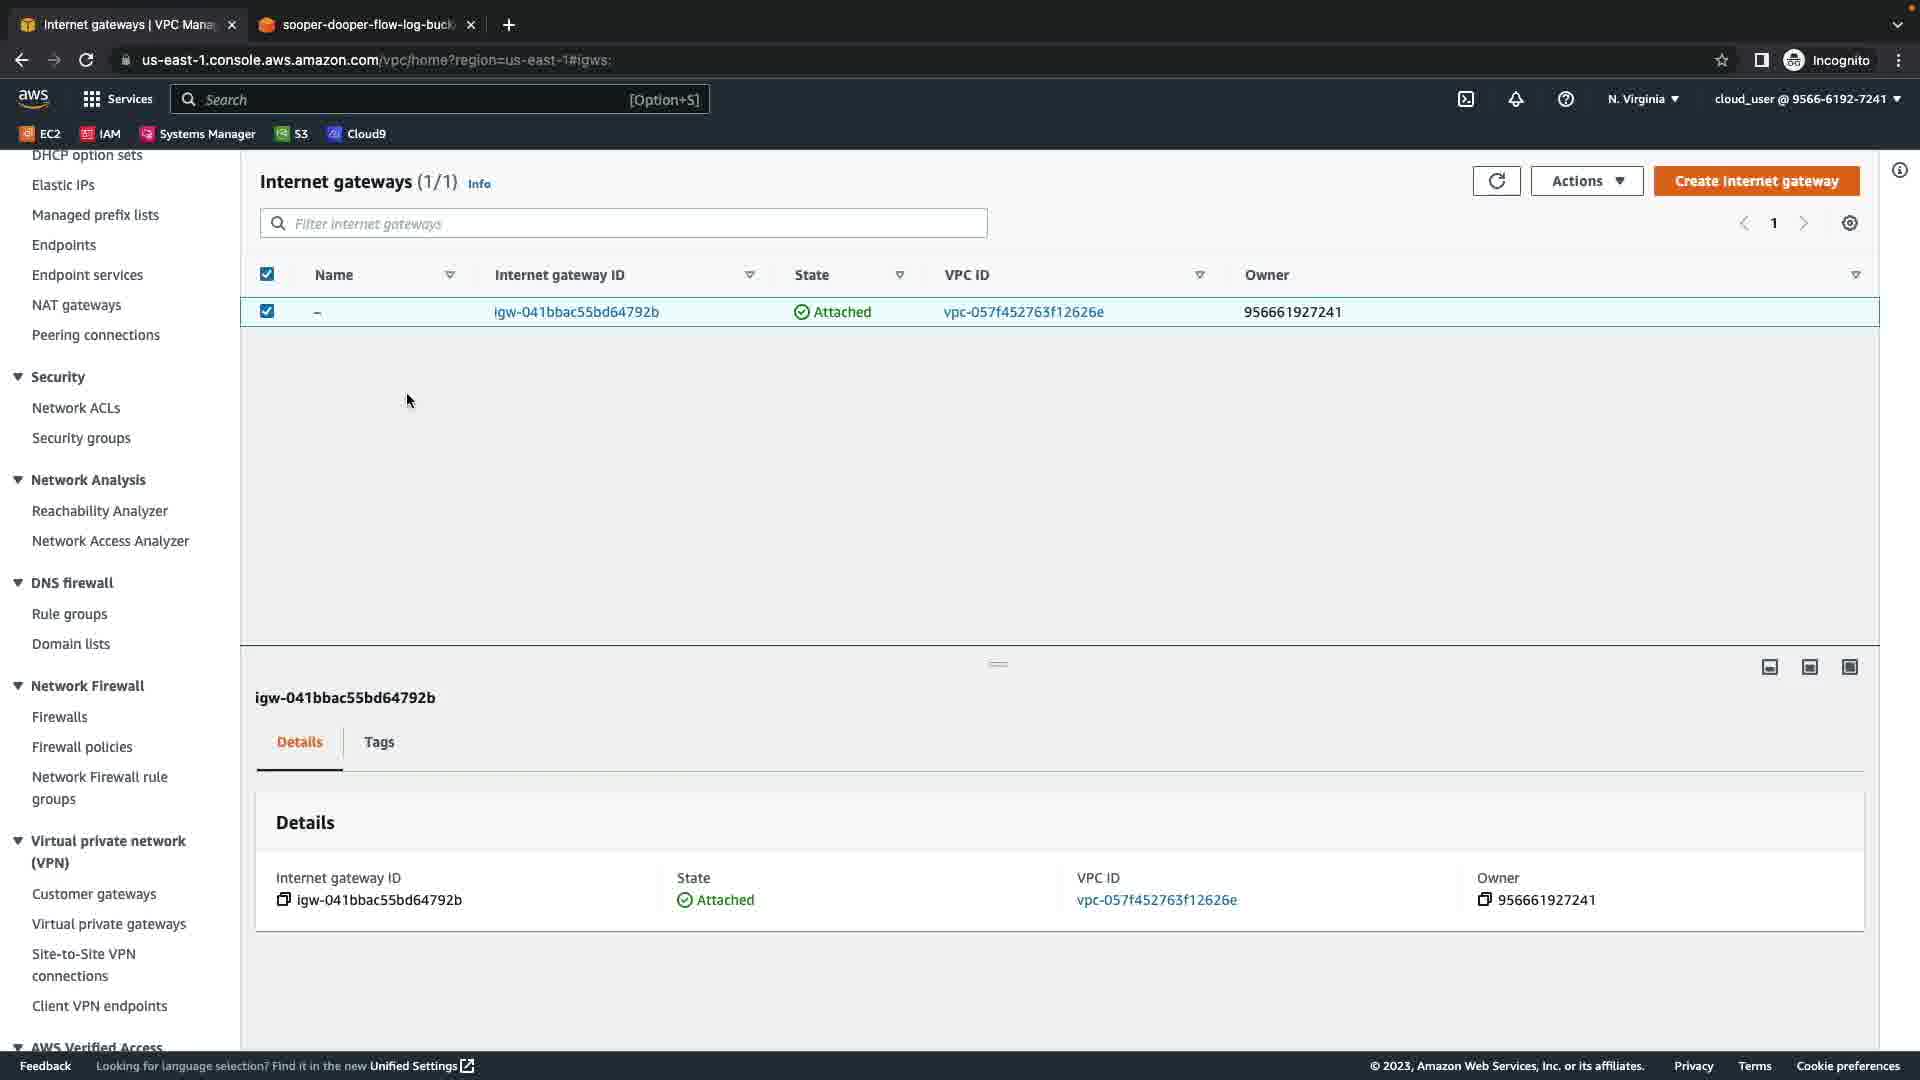 Internet gateways | VPC Mana
sooper-dooper-flow-log-buck
us-east-1.console.aws.amazon.com/vpc/home?region=us-east-1#igws:
Incognito
aws
Services
Search
[Option+S]
N. Virginia
cloud_user @ 9566-6192-7241
EC2
IAM
Systems Manager
S3
Cloud9
DHCP option sets
Elastic IPs
Managed prefix lists
Endpoints
Endpoint services
NAT gateways
Peering connections
Security
Network ACLs
Security groups
Network Analysis
Reachability Analyzer
Network Access Analyzer
DNS firewall
Rule groups
Domain lists
Network Firewall
Firewalls
Firewall policies
Network Firewall rule
groups
Virtual private network
(VPN)
Customer gateways
Virtual private gateways
Site-to-Site VPN
connections
Client VPN endpoints
AWS Verified Access
Internet gateways (1/1) Info
Actions
Create internet gateway
Filter internet gateways
1
Name
Internet gateway ID
State
VPC ID
Owner
–
igw-041bbac55bd64792b
Attached
vpc-057f452763f12626e
956661927241
igw-041bbac55bd64792b
Details
Tags
Details
Internet gateway ID
igw-041bbac55bd64792b
State
Attached
VPC ID
vpc-057f452763f12626e
Owner
956661927241
Feedback
Looking for language selection? Find it in the new Unified Settings
© 2023, Amazon Web Services, Inc. or its affiliates.
Privacy
Terms
Cookie preferences